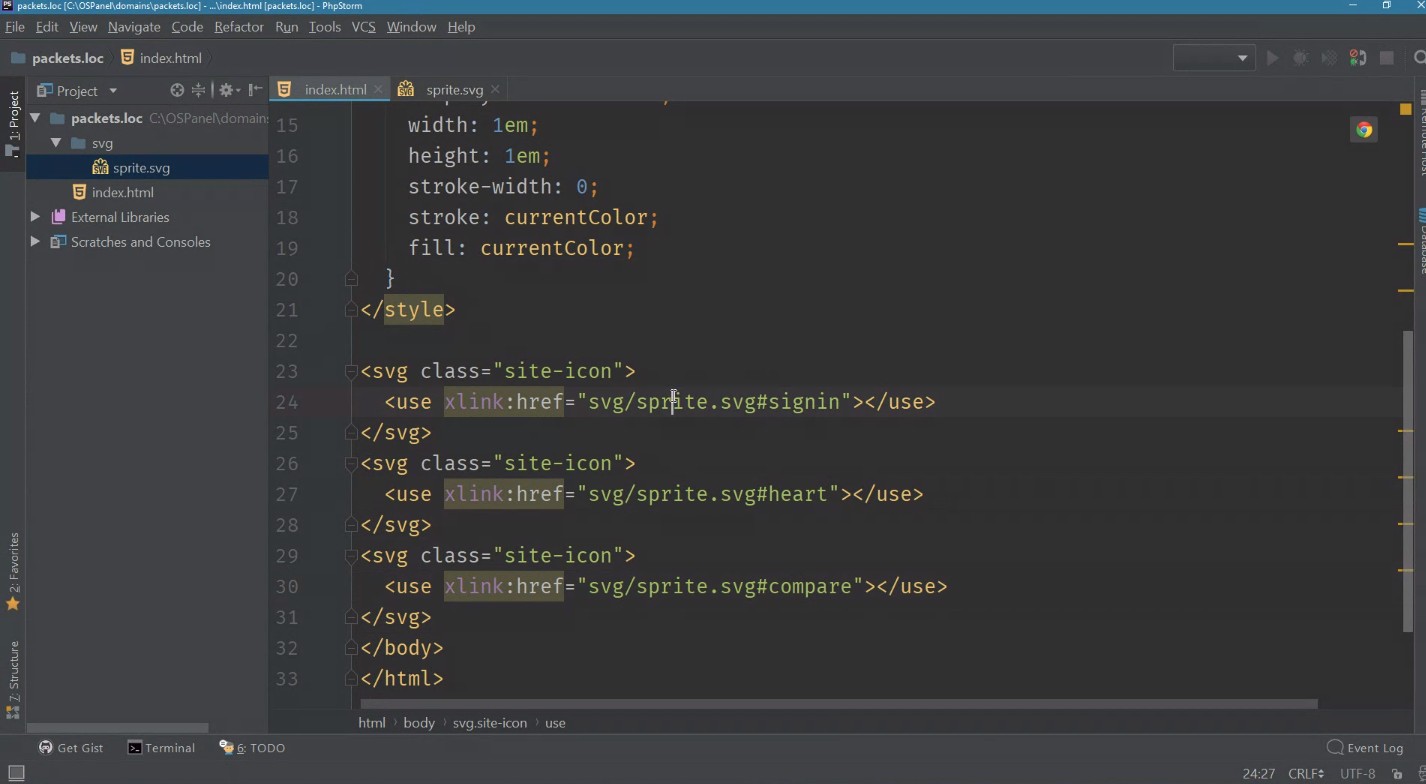 packets.loc [C:\OSPanel\domains\packets.loc] - ...\index.html [packets.loc] - PhpStorm
File Edit View Navigate Code Refactor Run Tools VCS Window Help
packets.loc index.html
Project index.html sprite.svg
1: Project
packets.loc C:\OSPanel\domain
svg
sprite.svg
index.html
External Libraries
Scratches and Consoles
2: Favorites
7: Structure
15 width: 1em;
16 height: 1em;
17 stroke-width: 0;
18 stroke: currentColor;
19 fill: currentColor;
20 }
21 </style>
22
23 <svg class="site-icon">
24 <use xlink:href="svg/sprite.svg#signin"></use>
25 </svg>
26 <svg class="site-icon">
27 <use xlink:href="svg/sprite.svg#heart"></use>
28 </svg>
29 <svg class="site-icon">
30 <use xlink:href="svg/sprite.svg#compare"></use>
31 </svg>
32 </body>
33 </html>
html › body › svg.site-icon › use
Get Gist Terminal 6: TODO Event Log
24:27 CRLF UTF-8